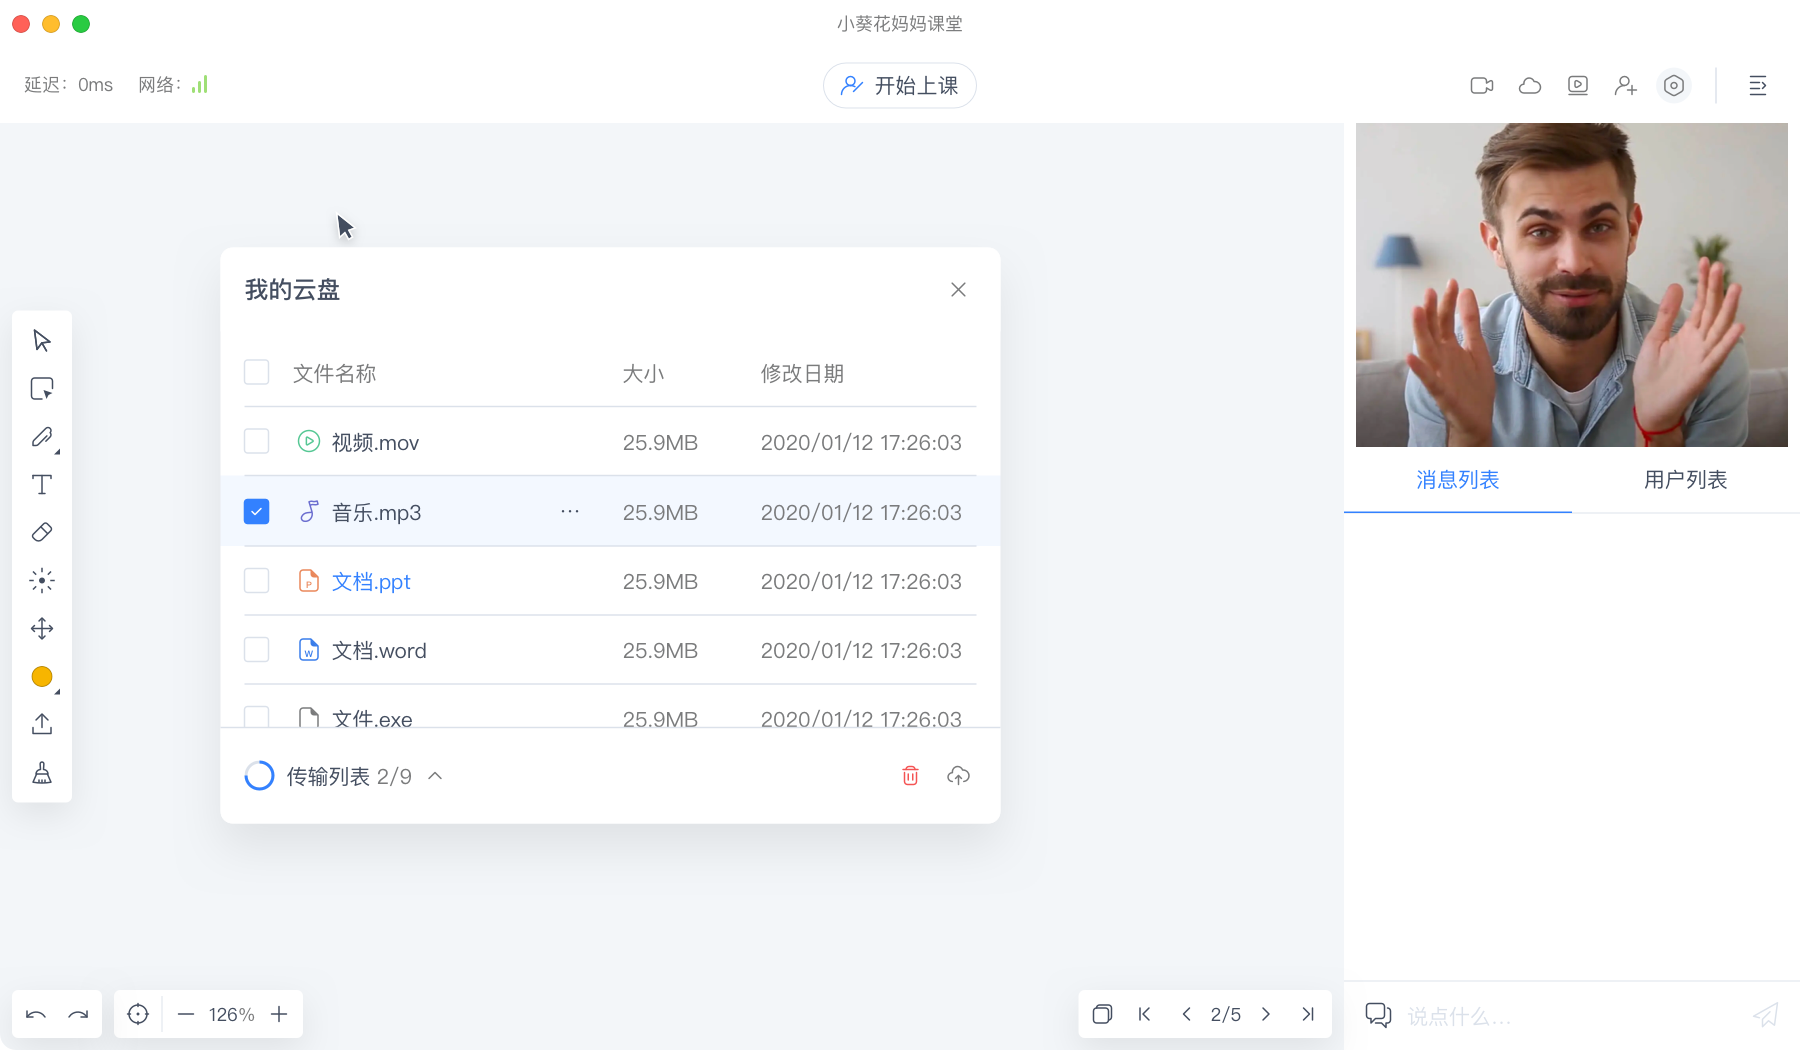 小葵花妈妈课堂
延迟：0ms 网络：
开始上课
我的云盘
文件名称 大小 修改日期
视频.mov 25.9MB 2020/01/12 17:26:03
音乐.mp3 ··· 25.9MB 2020/01/12 17:26:03
文档.ppt 25.9MB 2020/01/12 17:26:03
文档.word 25.9MB 2020/01/12 17:26:03
文件.exe 25.9MB 2020/01/12 17:26:03
传输列表 2/9
消息列表 用户列表
126%
2/5
说点什么...